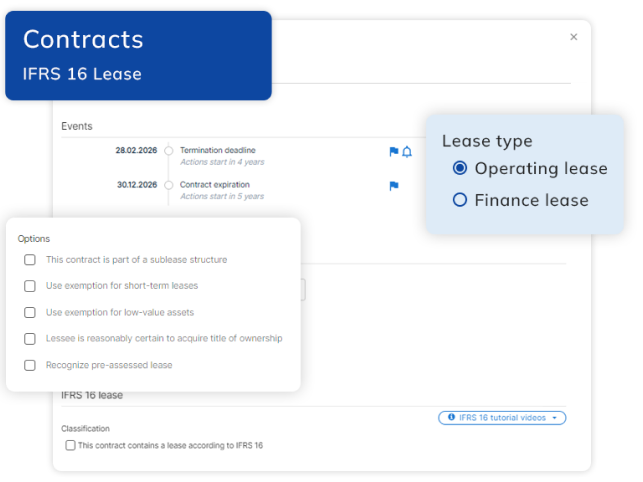 Contracts
IFRS 16 Lease
×
Events
28.02.2026 Termination deadline
Actions start in 4 years
30.12.2026 Contract expiration
Actions start in 5 years
Lease type
Operating lease
Finance lease
Options
This contract is part of a sublease structure
Use exemption for short-term leases
Use exemption for low-value assets
Lessee is reasonably certain to acquire title of ownership
Recognize pre-assessed lease
IFRS 16 lease
IFRS 16 tutorial videos
Classification
This contract contains a lease according to IFRS 16